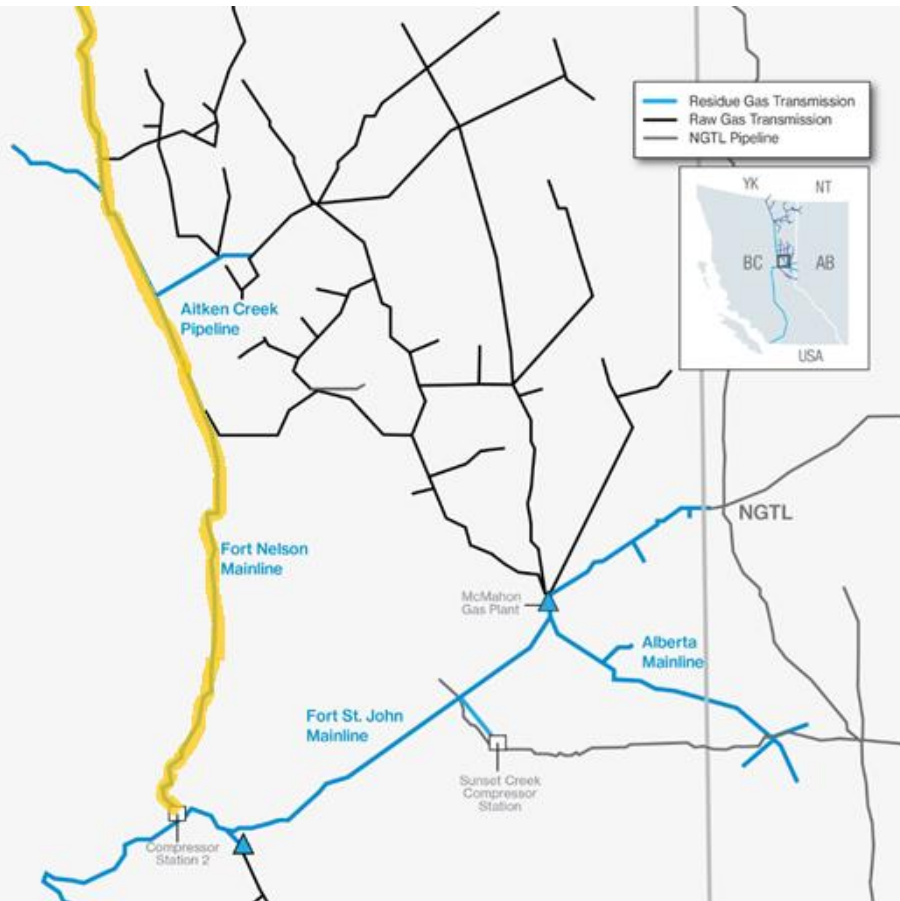 Residue Gas Transmission
Raw Gas Transmission
NGTL Pipeline
YK
NT
BC
AB
USA
Aitken Creek
Pipeline
NGTL
Fort Nelson
Mainline
McMahon
Gas Plant
Alberta
Mainline
Fort St. John
Mainline
Sunset Creek
Compressor
Station
Compressor
Station 2